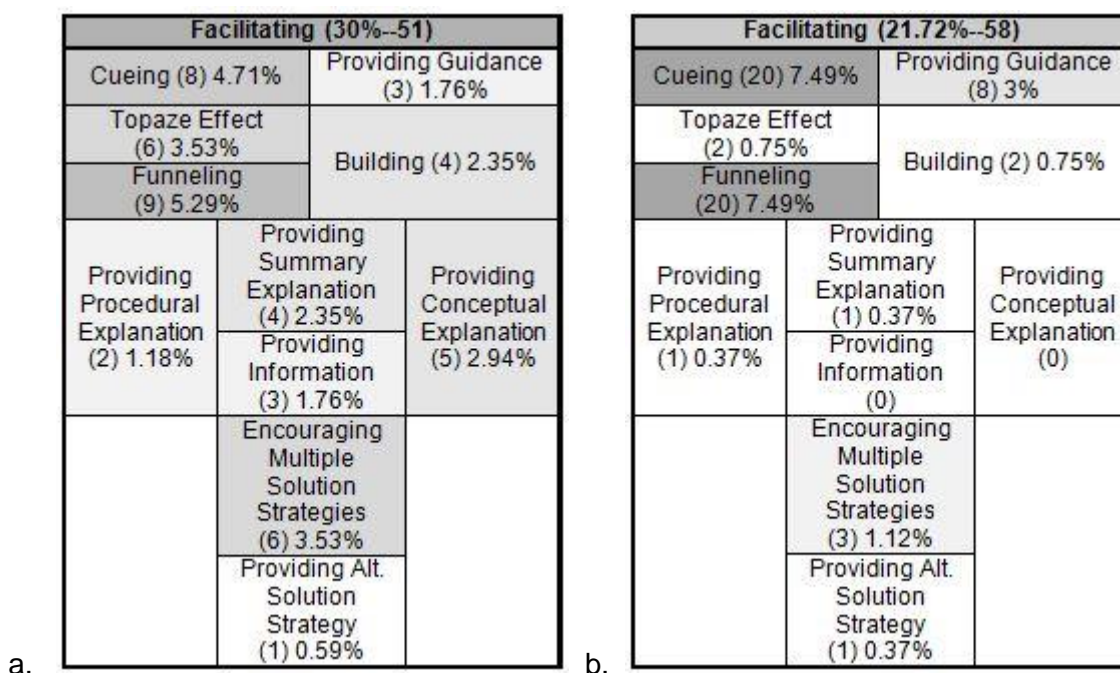 Facilitating (30%--51)
Cueing (8) 4.71%
Providing Guidance
(3) 1.76%
Topaze Effect
(6) 3.53%
Building (4) 2.35%
Funneling
(9) 5.29%
Providing
Procedural
Explanation
(2) 1.18%
Providing
Summary
Explanation
(4) 2.35%
Providing
Conceptual
Explanation
(5) 2.94%
Providing
Information
(3) 1.76%
Encouraging
Multiple
Solution
Strategies
(6) 3.53%
Providing Alt.
Solution
Strategy
(1) 0.59%
a.
Facilitating (21.72%--58)
Cueing (20) 7.49%
Providing Guidance
(8) 3%
Topaze Effect
(2) 0.75%
Building (2) 0.75%
Funneling
(20) 7.49%
Providing
Procedural
Explanation
(1) 0.37%
Providing
Summary
Explanation
(1) 0.37%
Providing
Conceptual
Explanation
(0)
Providing
Information
(0)
Encouraging
Multiple
Solution
Strategies
(3) 1.12%
Providing Alt.
Solution
Strategy
(1) 0.37%
b.